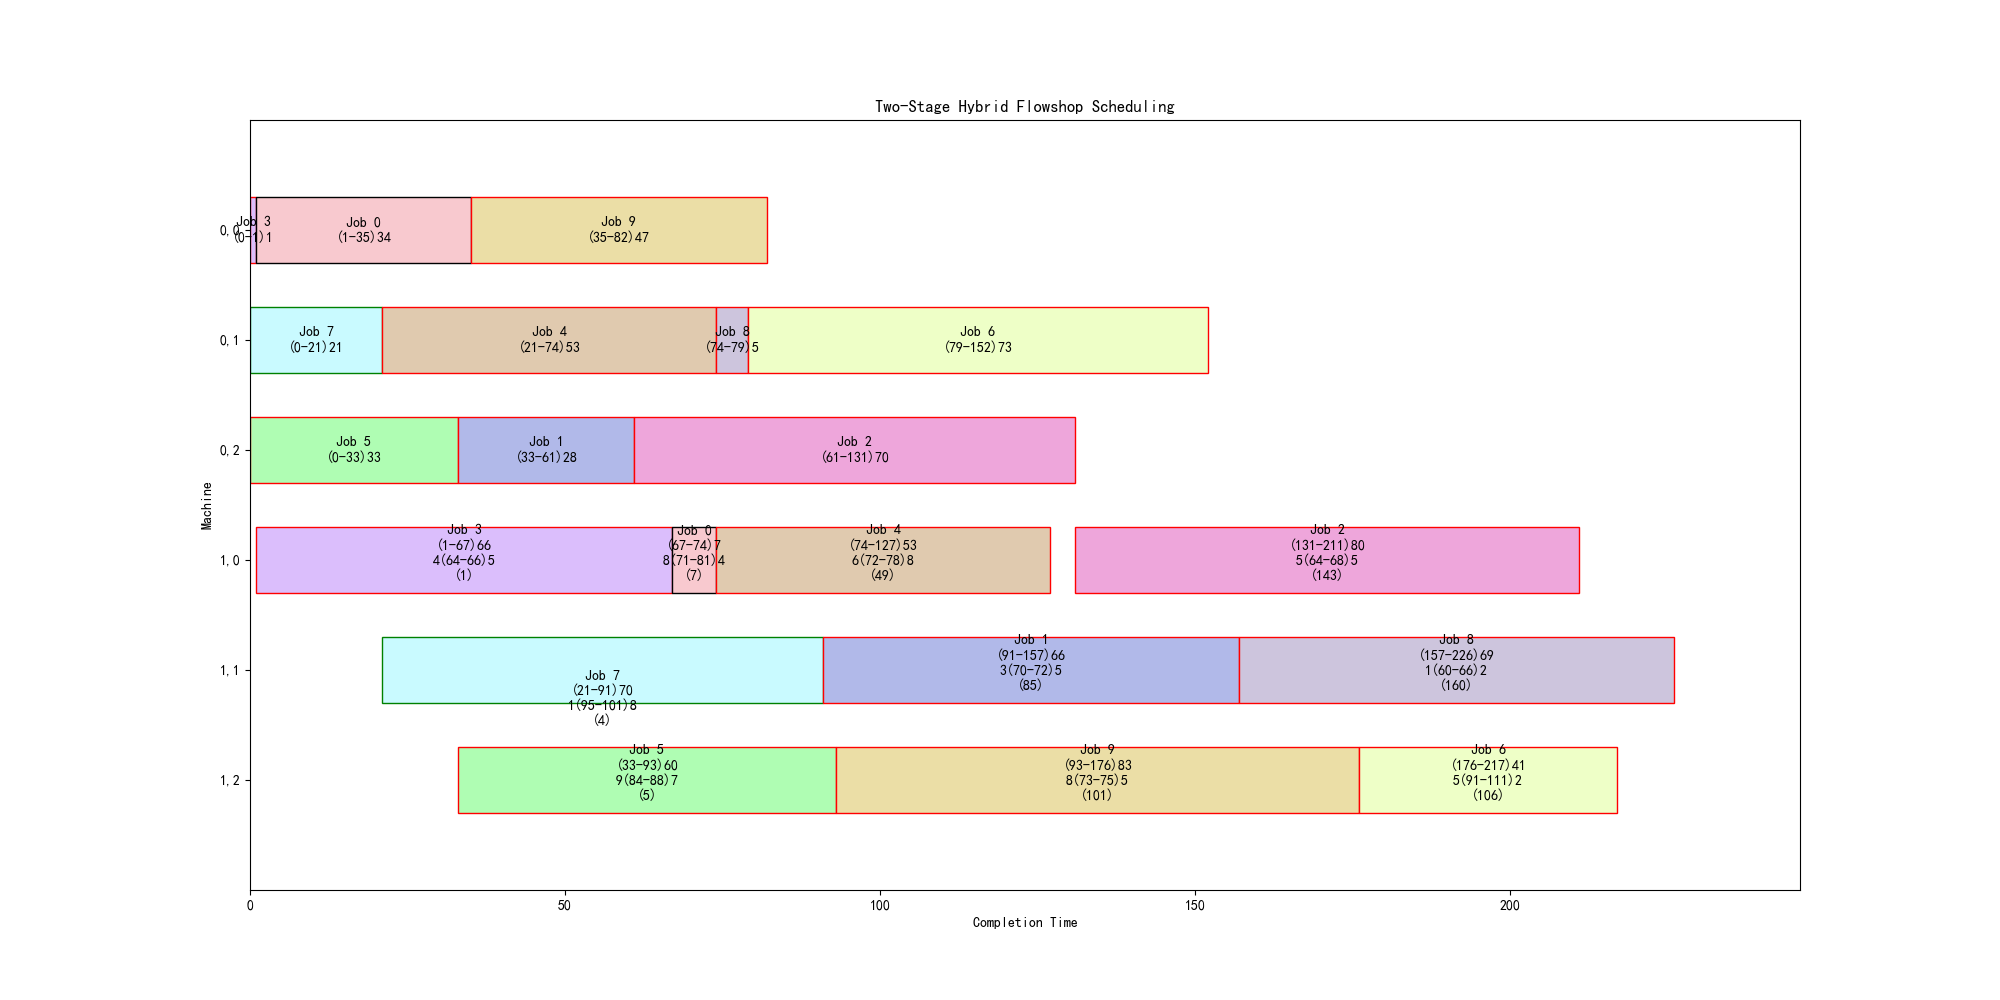 Two-Stage Hybrid Flowshop Scheduling
Machine
0,0
Job 3
(0-1)1
Job 0
(1-35)34
Job 9
(35-82)47
0,1
Job 7
(0-21)21
Job 4
(21-74)53
Job 8
(74-79)5
Job 6
(79-152)73
0,2
Job 5
(0-33)33
Job 1
(33-61)28
Job 2
(61-131)70
1,0
Job 3
(1-67)66
4(64-66)5
(1)
Job 0
(67-74)7
8(71-81)4
(7)
Job 4
(74-127)53
6(72-78)8
(49)
Job 2
(131-211)80
5(64-68)5
(143)
1,1
Job 7
(21-91)70
1(95-101)8
(4)
Job 1
(91-157)66
3(70-72)5
(85)
Job 8
(157-226)69
1(60-66)2
(160)
1,2
Job 5
(33-93)60
9(84-88)7
(5)
Job 9
(93-176)83
8(73-75)5
(101)
Job 6
(176-217)41
5(91-111)2
(106)
0
50
100
150
200
Completion Time